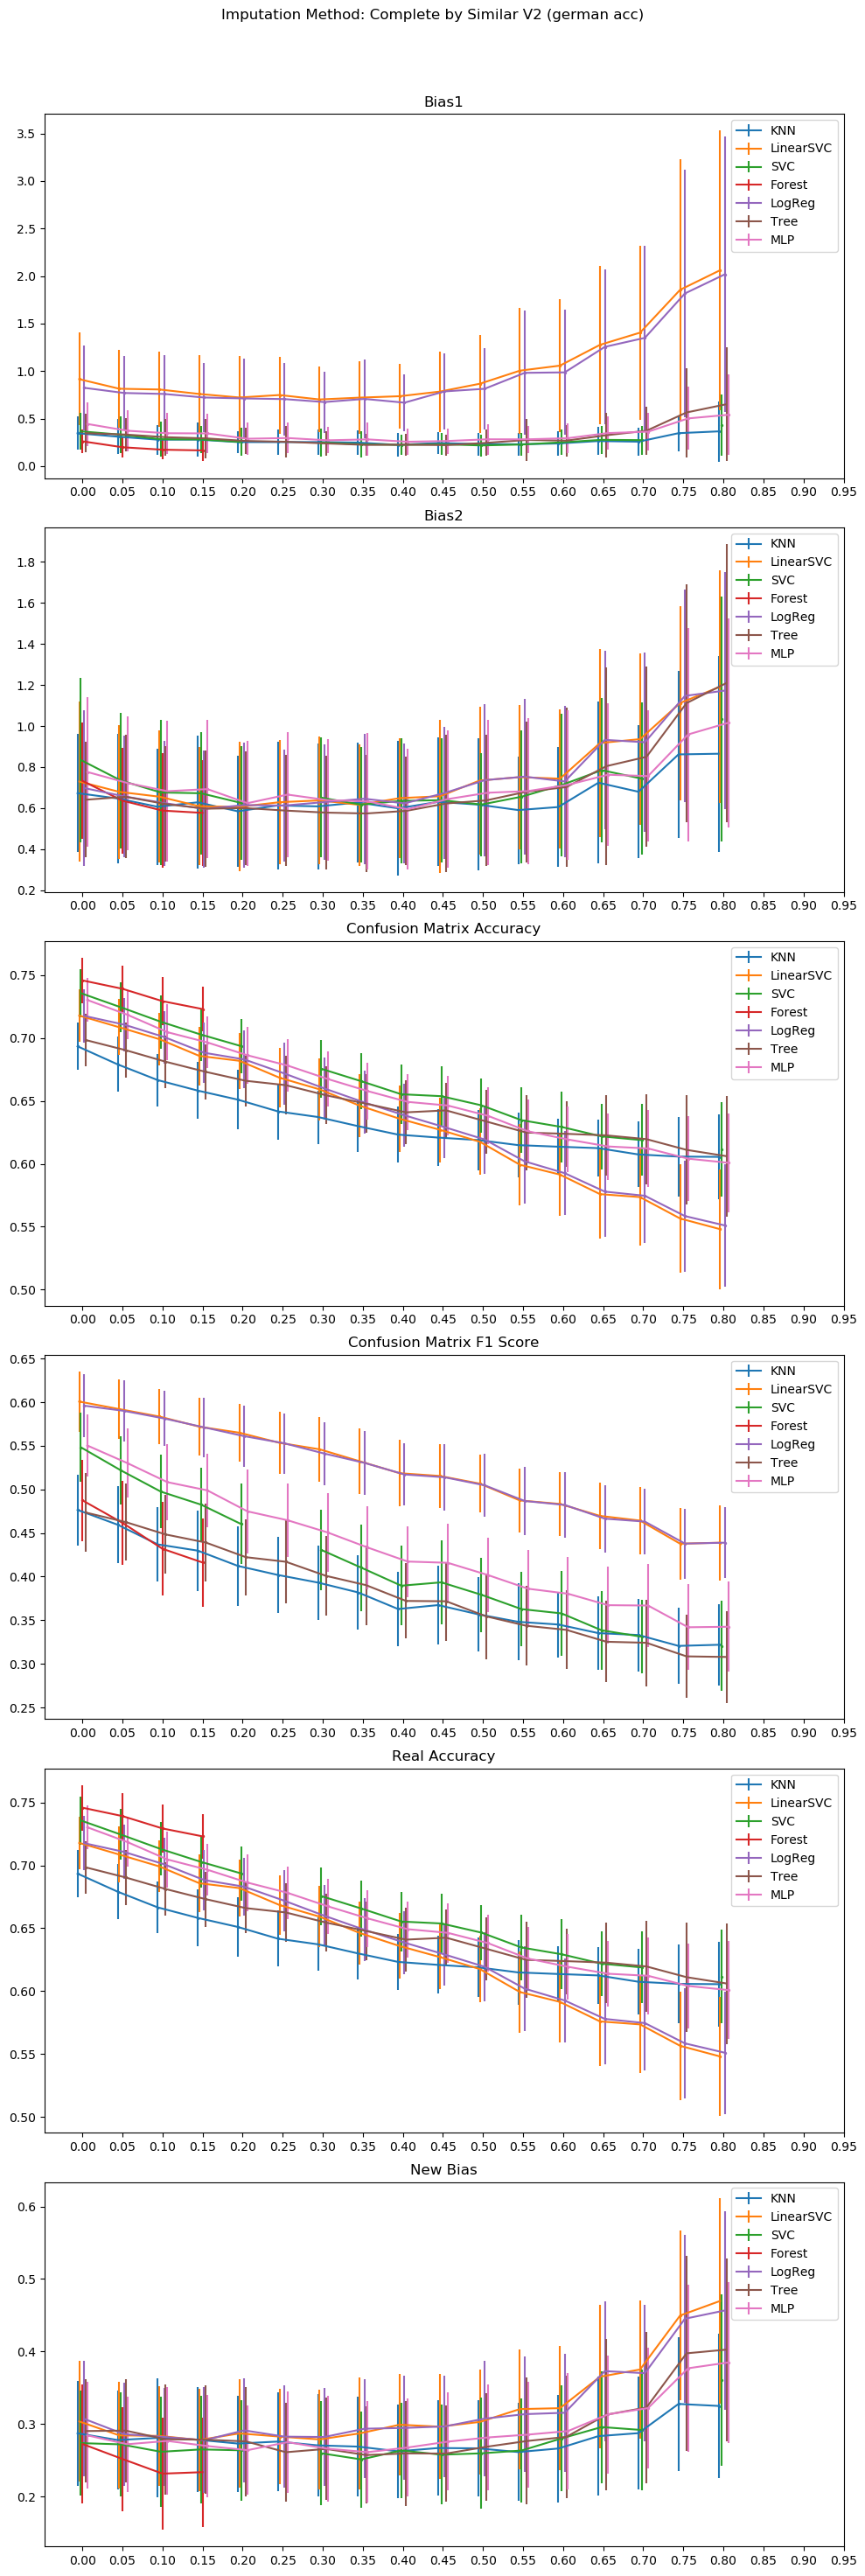 Imputation Method: Complete by Similar V2 (german acc)
Bias1
3.5
3.0
2.5
2.0
1.5
1.0
0.5
0.0
KNN
LinearSVC
SVC
Forest
LogReg
Tree
MLP
0.00 0.05 0.10 0.15 0.20 0.25 0.30 0.35 0.40 0.45 0.50 0.55 0.60 0.65 0.70 0.75 0.80 0.85 0.90 0.95
Bias2
1.8
1.6
1.4
1.2
1.0
0.8
0.6
0.4
0.2
KNN
LinearSVC
SVC
Forest
LogReg
Tree
MLP
0.00 0.05 0.10 0.15 0.20 0.25 0.30 0.35 0.40 0.45 0.50 0.55 0.60 0.65 0.70 0.75 0.80 0.85 0.90 0.95
Confusion Matrix Accuracy
0.75
0.70
0.65
0.60
0.55
0.50
KNN
LinearSVC
SVC
Forest
LogReg
Tree
MLP
0.00 0.05 0.10 0.15 0.20 0.25 0.30 0.35 0.40 0.45 0.50 0.55 0.60 0.65 0.70 0.75 0.80 0.85 0.90 0.95
Confusion Matrix F1 Score
0.65
0.60
0.55
0.50
0.45
0.40
0.35
0.30
0.25
KNN
LinearSVC
SVC
Forest
LogReg
Tree
MLP
0.00 0.05 0.10 0.15 0.20 0.25 0.30 0.35 0.40 0.45 0.50 0.55 0.60 0.65 0.70 0.75 0.80 0.85 0.90 0.95
Real Accuracy
0.75
0.70
0.65
0.60
0.55
0.50
KNN
LinearSVC
SVC
Forest
LogReg
Tree
MLP
0.00 0.05 0.10 0.15 0.20 0.25 0.30 0.35 0.40 0.45 0.50 0.55 0.60 0.65 0.70 0.75 0.80 0.85 0.90 0.95
New Bias
0.6
0.5
0.4
0.3
0.2
KNN
LinearSVC
SVC
Forest
LogReg
Tree
MLP
0.00 0.05 0.10 0.15 0.20 0.25 0.30 0.35 0.40 0.45 0.50 0.55 0.60 0.65 0.70 0.75 0.80 0.85 0.90 0.95